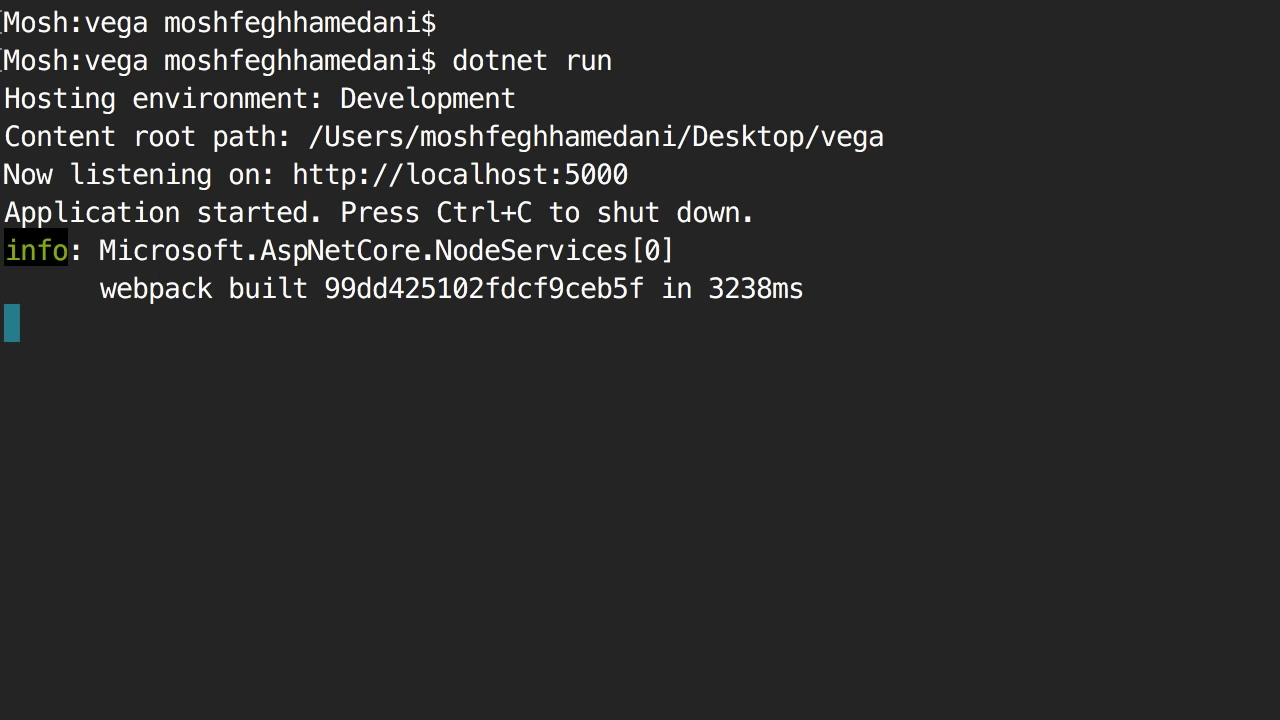 Mosh:vega moshfeghhamedani$
Mosh:vega moshfeghhamedani$ dotnet run
Hosting environment: Development
Content root path: /Users/moshfeghhamedani/Desktop/vega
Now listening on: http://localhost:5000
Application started. Press Ctrl+C to shut down.
info: Microsoft.AspNetCore.NodeServices[0]
      webpack built 99dd425102fdcf9ceb5f in 3238ms